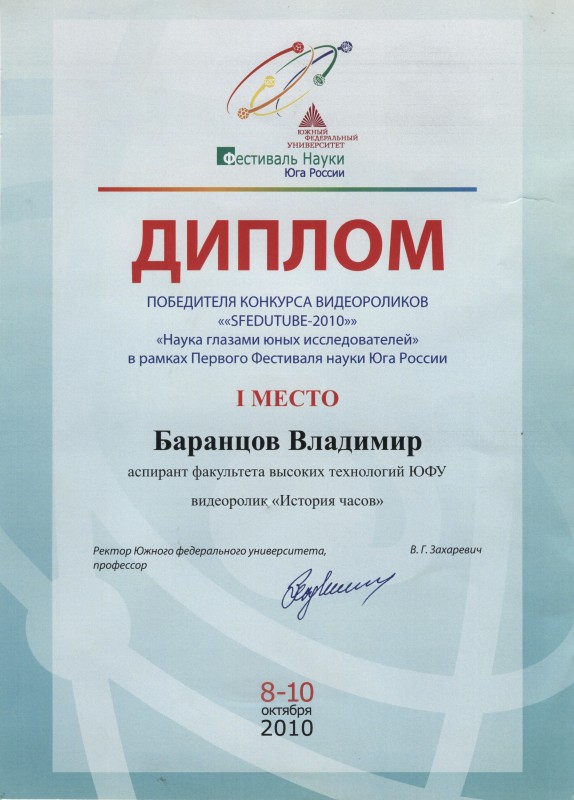 ЮЖНЫЙ
ФЕДЕРАЛЬНЫЙ
УНИВЕРСИТЕТ
Фестиваль Науки
Юга России
ДИПЛОМ
ПОБЕДИТЕЛЯ КОНКУРСА ВИДЕОРОЛИКОВ
««SFEDUTUBE-2010»»
«Наука глазами юных исследователей»
в рамках Первого Фестиваля науки Юга России
I МЕСТО
Баранцов Владимир
аспирант факультета высоких технологий ЮФУ
видеоролик «История часов»
Ректор Южного федерального университета,
профессор
В. Г. Захаревич
8-10
октября
2010